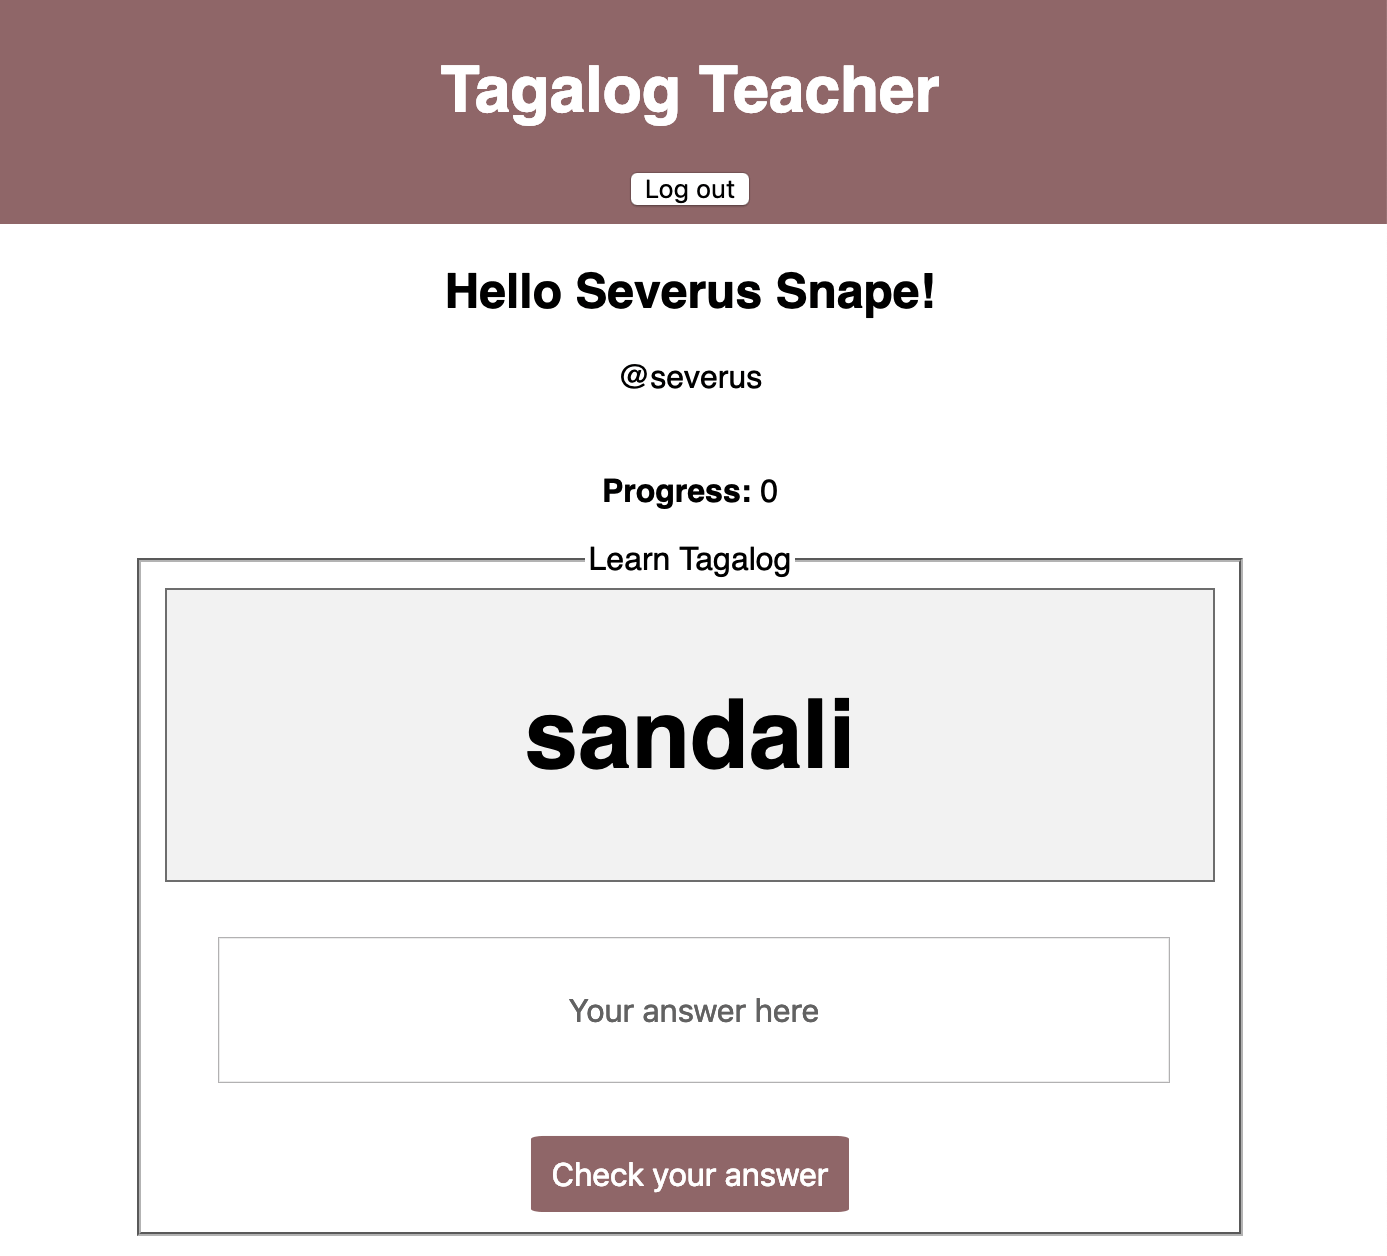 Tagalog Teacher
Log out
Hello Severus Snape!
@severus
Progress: 0
Learn Tagalog
sandali
Your answer here
Check your answer